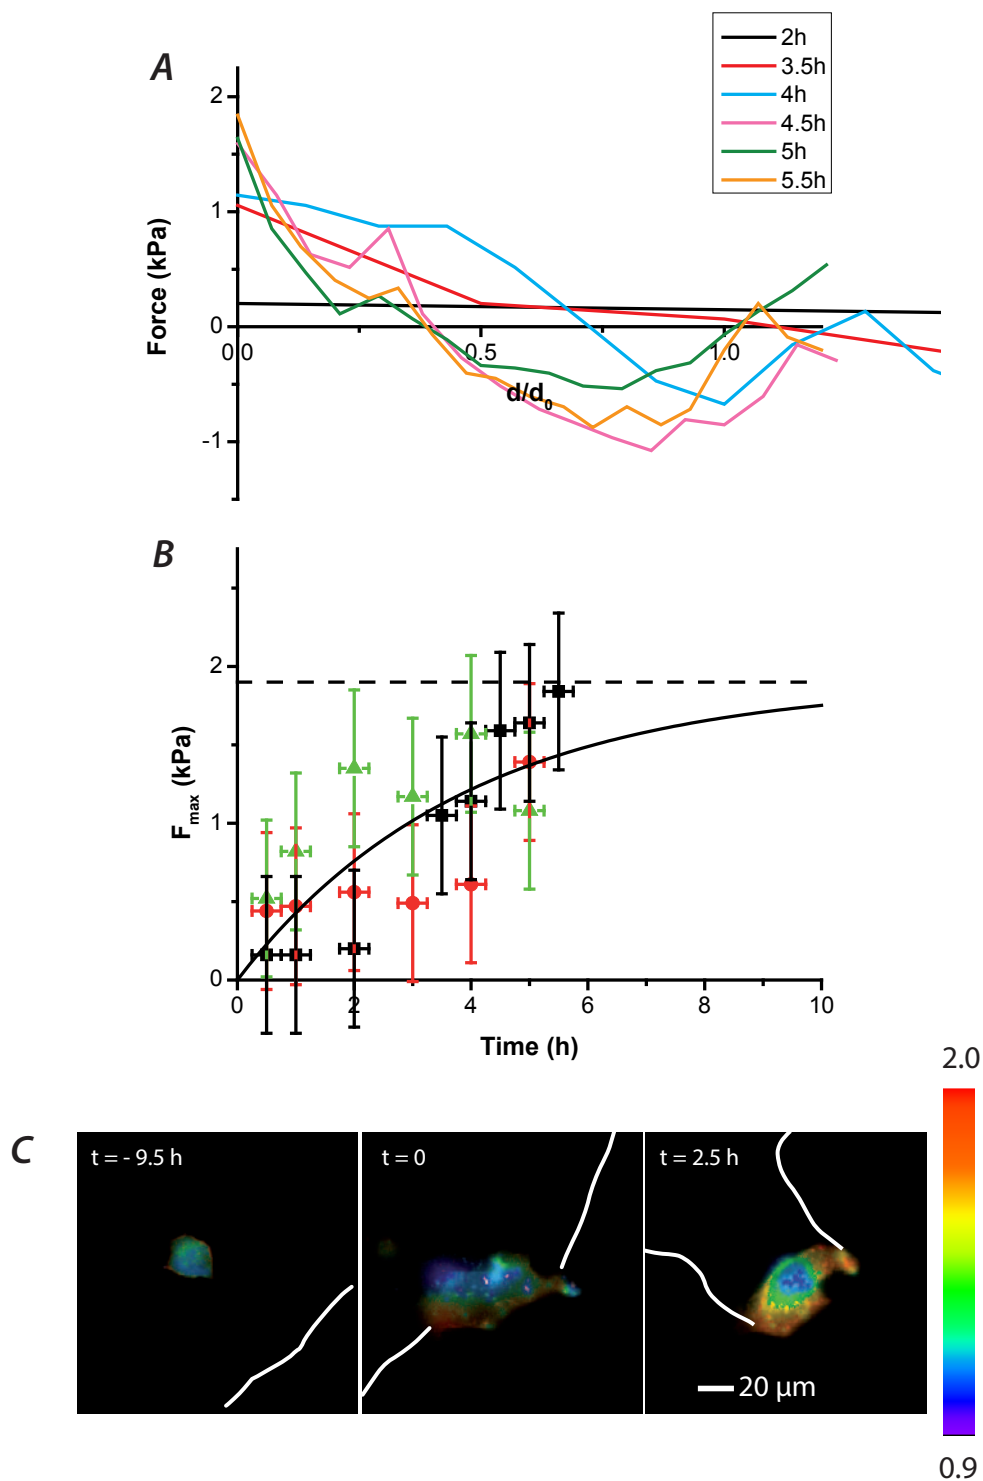 A
2h
3.5h
4h
4.5h
5h
5.5h
Force (kPa)
2
1
0
-1
0.0
0.5
1.0
d/d0
B
Fmax (kPa)
2
1
0
0
2
4
6
8
10
Time (h)
C
t = - 9.5 h
t = 0
t = 2.5 h
20 µm
2.0
0.9